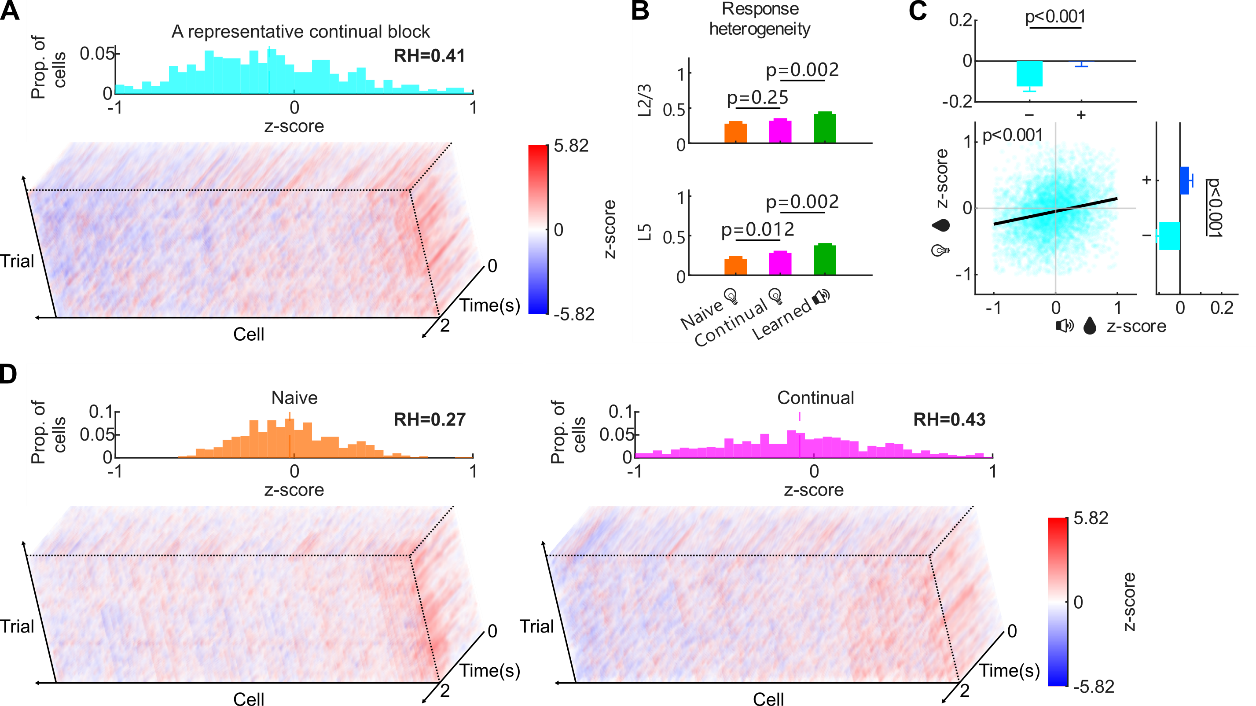 A
A representative continual block
RH=0.41
Prop. of
cells
0.05
0
-1
0
1
z-score
5.82
0
-5.82
z-score
Trial
Cell
0
Time(s)
2
B
Response
heterogeneity
L2/3
1
0.5
0
p=0.002
p=0.25
L5
1
0.5
0
p=0.002
p=0.012
Naive
Continual
Learned
C
p<0.001
0.2
0
-0.2
−
+
p<0.001
z-score
1
0
-1
-1
0
1
z-score
+
−
p<0.001
0
0.2
D
Naive
RH=0.27
Prop. of
cells
0.1
0.05
0
-1
0
1
z-score
Trial
Cell
0
Time(s)
2
Continual
RH=0.43
Prop. of
cells
0.1
0.05
0
-1
0
1
z-score
Trial
Cell
0
Time(s)
2
5.82
0
-5.82
z-score